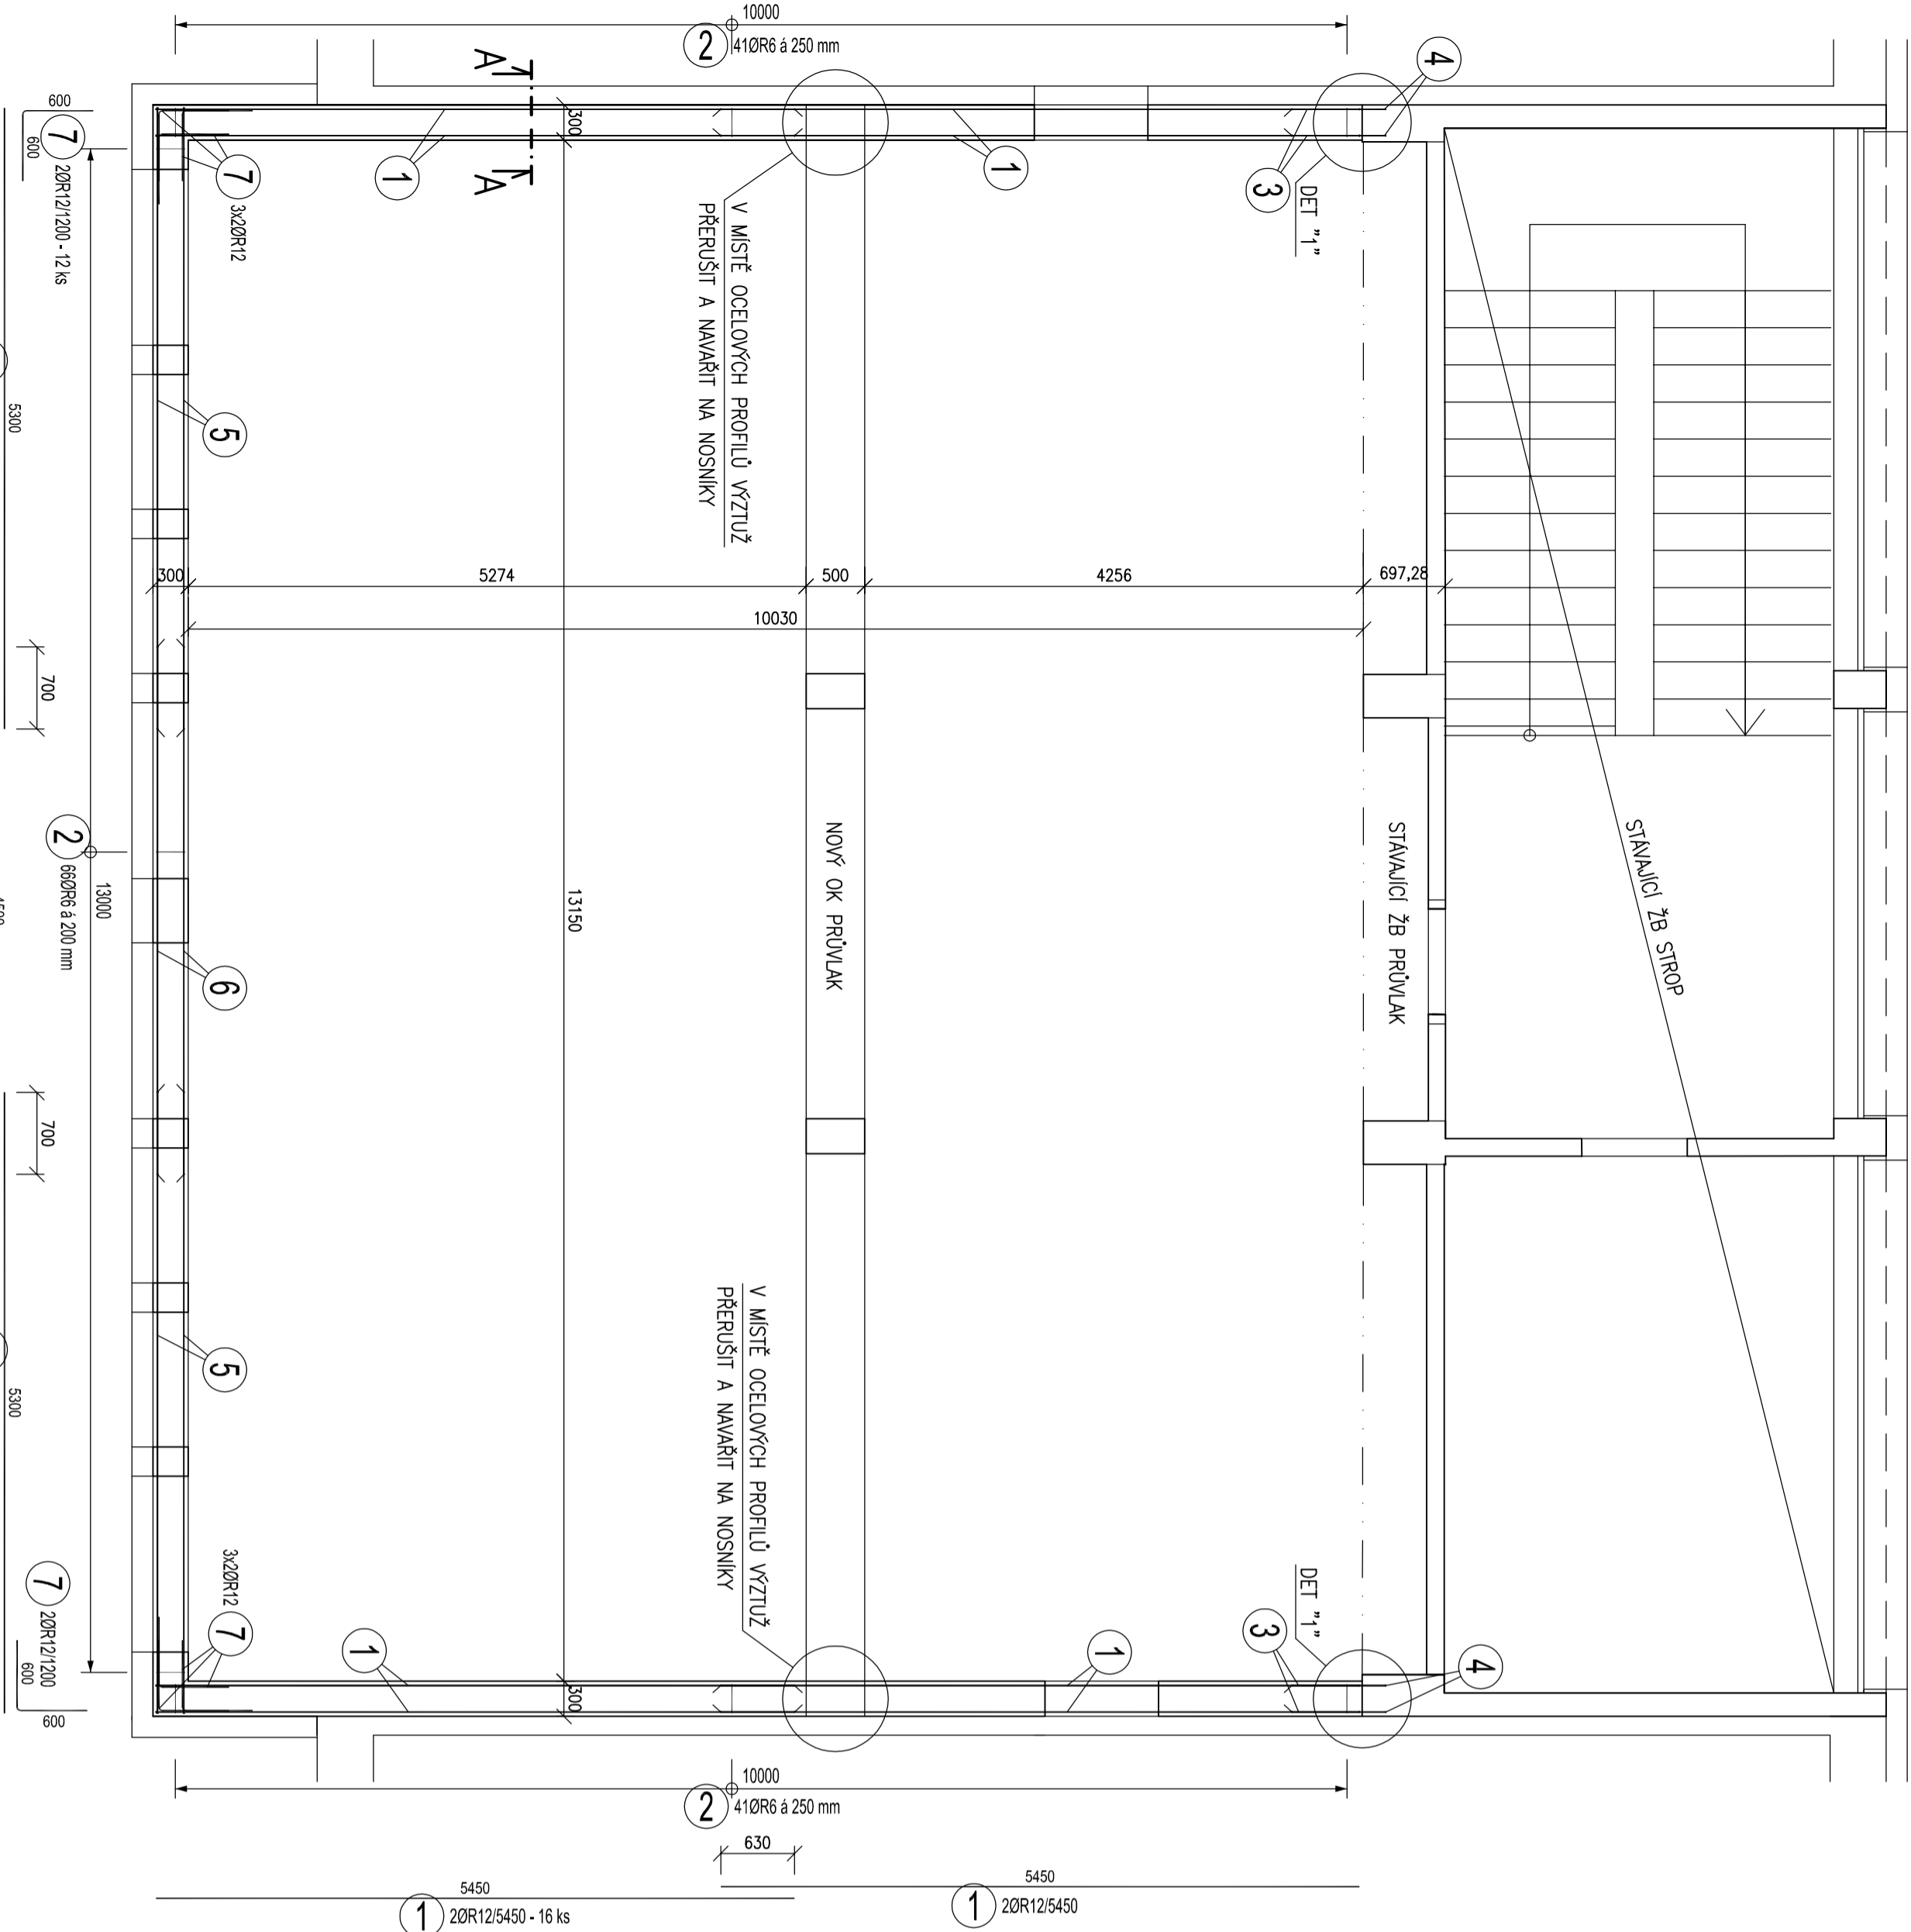 10000
2
41ØR6 á 250 mm
4
A
A
300
600
600
7
2ØR12/1200 - 12 ks
7
3x2ØR12
1
1
3
DET "1"
V MÍSTĚ OCELOVÝCH PROFILŮ VÝZTUŽ
PŘERUŠIT A NAVAŘIT NA NOSNÍKY
5300
5
300
5274
500
4256
697,28
10030
700
2
66ØR6 á 200 mm
13000
13150
NOVÝ OK PRŮVLAK
STÁVAJÍCÍ ŽB PRŮVLAK
STÁVAJÍCÍ ŽB STROP
6
700
5
5300
V MÍSTĚ OCELOVÝCH PROFILŮ VÝZTUŽ
PŘERUŠIT A NAVAŘIT NA NOSNÍKY
DET "1"
3
4
1
1
7
3x2ØR12
7
2ØR12/1200
600
600
300
10000
2
41ØR6 á 250 mm
630
5450
1
2ØR12/5450 - 16 ks
5450
1
2ØR12/5450